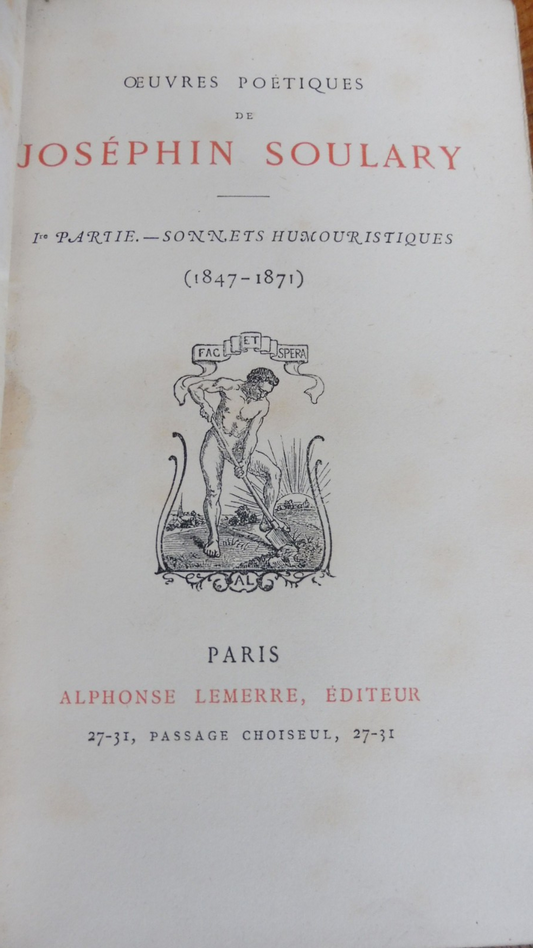 ŒUVRES POÉTIQUES
DE
JOSÉPHIN SOULARY
Ire PARTIE. — SONNETS HUMOURISTIQUES
(1847-1871)
FAC ET SPERA
AL
PARIS
ALPHONSE LEMERRE, ÉDITEUR
27-31, PASSAGE CHOISEUL, 27-31